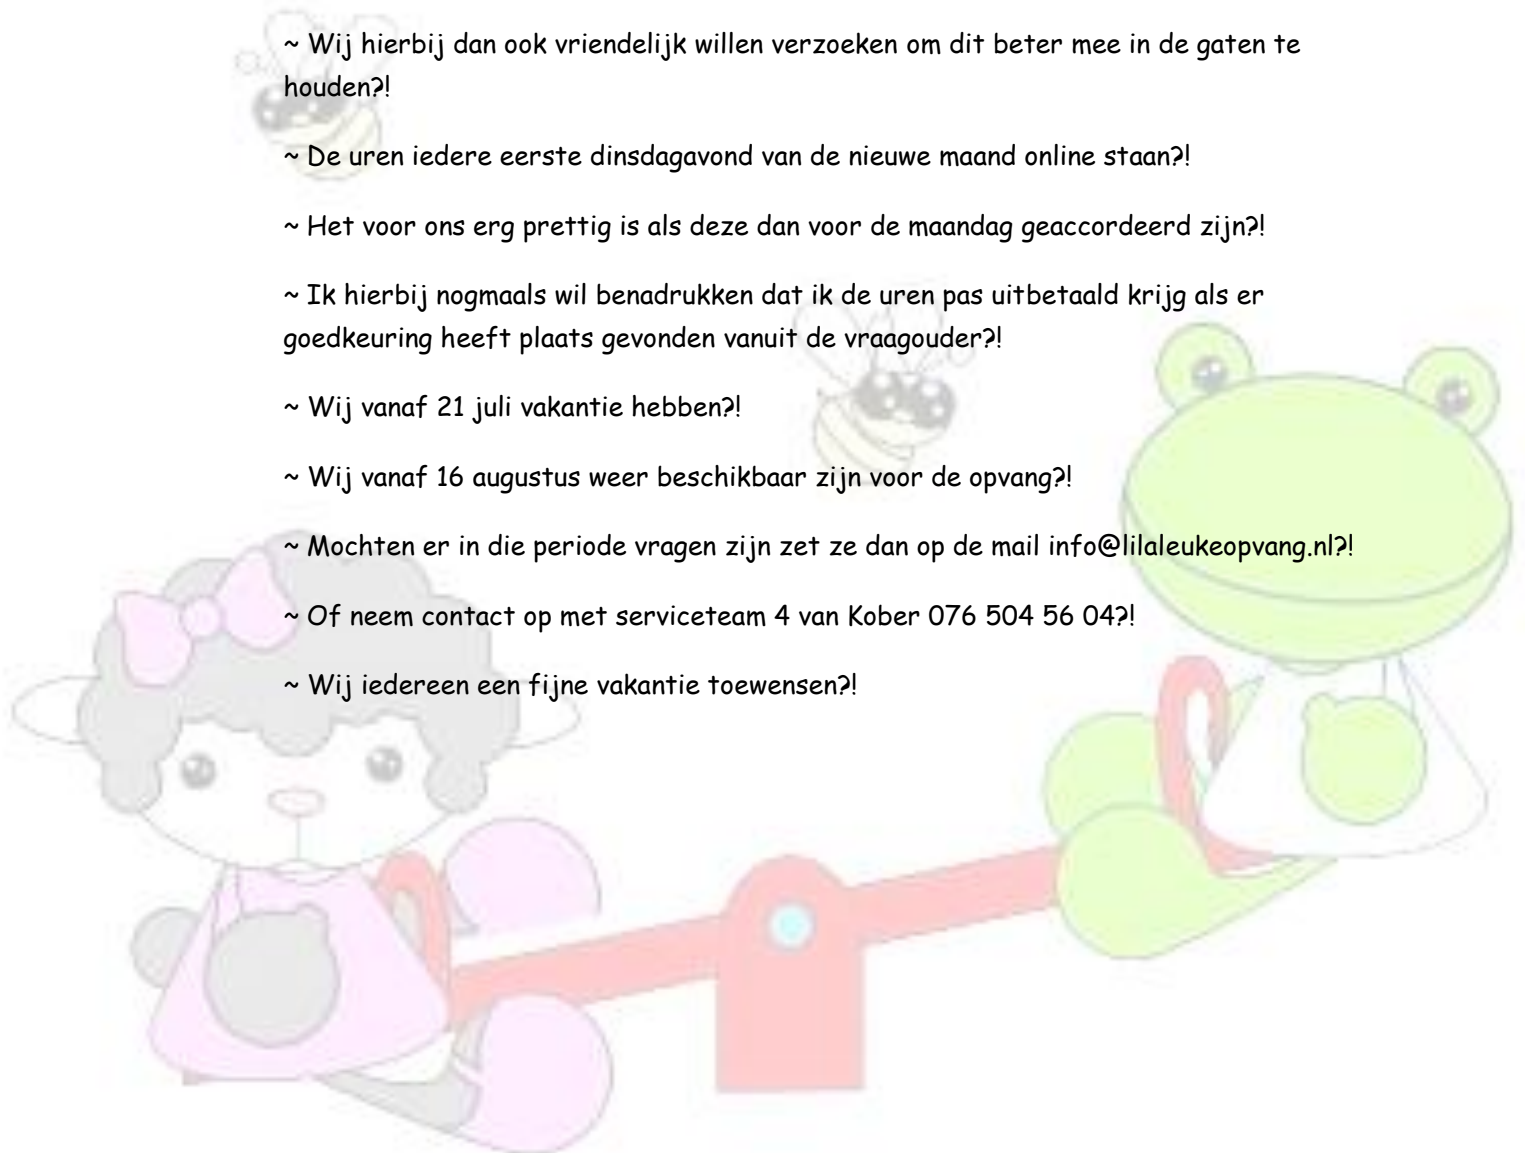 ~ Wij hierbij dan ook vriendelijk willen verzoeken om dit beter mee in de gaten te
houden?!
~ De uren iedere eerste dinsdagavond van de nieuwe maand online staan?!
~ Het voor ons erg prettig is als deze dan voor de maandag geaccordeerd zijn?!
~ Ik hierbij nogmaals wil benadrukken dat ik de uren pas uitbetaald krijg als er
goedkeuring heeft plaats gevonden vanuit de vraagouder?!
~ Wij vanaf 21 juli vakantie hebben?!
~ Wij vanaf 16 augustus weer beschikbaar zijn voor de opvang?!
~ Mochten er in die periode vragen zijn zet ze dan op de mail info@lilaleukeopvang.nl?!
~ Of neem contact op met serviceteam 4 van Kober 076 504 56 04?!
~ Wij iedereen een fijne vakantie toewensen?!